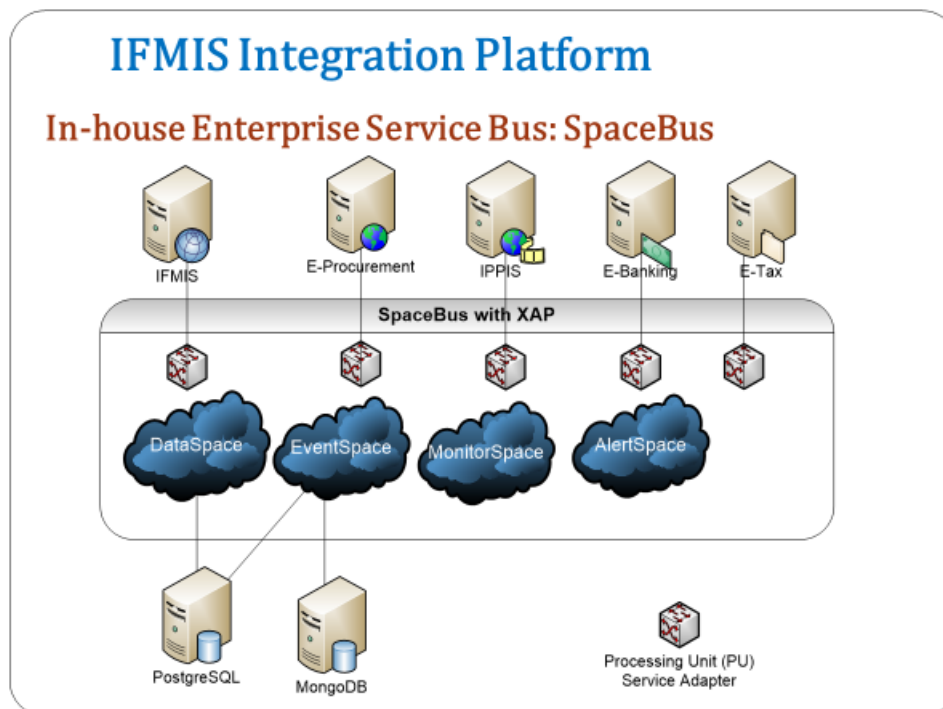 IFMIS Integration Platform
In-house Enterprise Service Bus: SpaceBus
IFMIS
E-Procurement
IPPIS
E-Banking
E-Tax
SpaceBus with XAP
DataSpace
EventSpace
MonitorSpace
AlertSpace
PostgreSQL
MongoDB
Processing Unit (PU)
Service Adapter